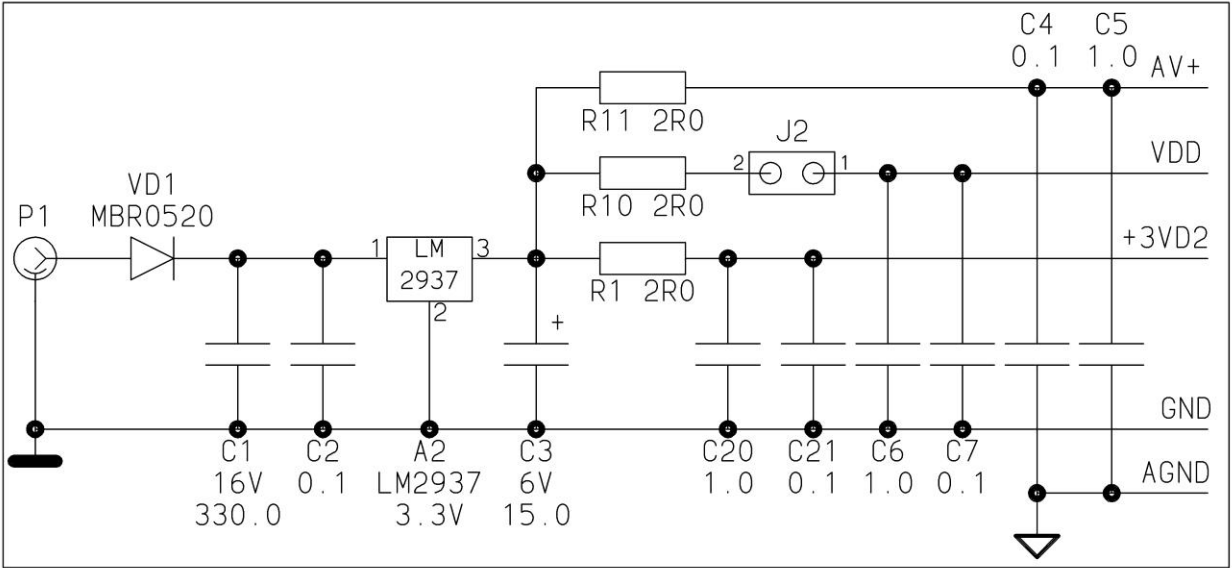 C4 C5
0.1 1.0
AV+
R11 2R0
J2
2 1
VDD
VD1
MBR0520
R10 2R0
P1
+3VD2
1 LM 3
2937
R1 2R0
2
+
GND
C1 C2 A2 C3 C20 C21 C6 C7
16V 0.1 LM2937 6V 1.0 0.1 1.0 0.1
330.0 3.3V 15.0
AGND